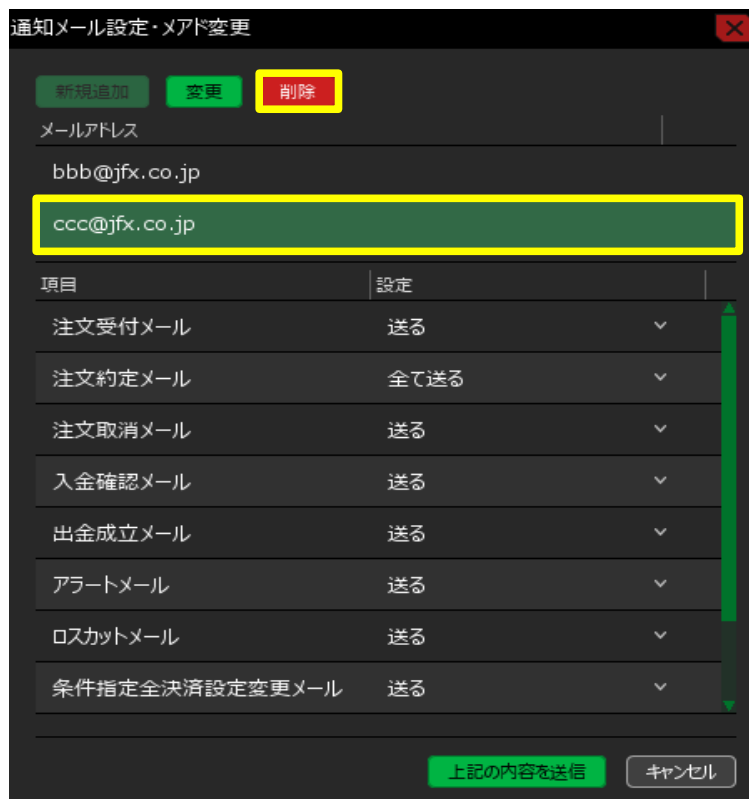 通知メール設定・メアド変更
新規追加 変更 削除
メールアドレス
bbb@jfx.co.jp
ccc@jfx.co.jp
項目 設定
注文受付メール 送る
注文約定メール 全て送る
注文取消メール 送る
入金確認メール 送る
出金成立メール 送る
アラートメール 送る
ロスカットメール 送る
条件指定全決済設定変更メール 送る
上記の内容を送信 キャンセル